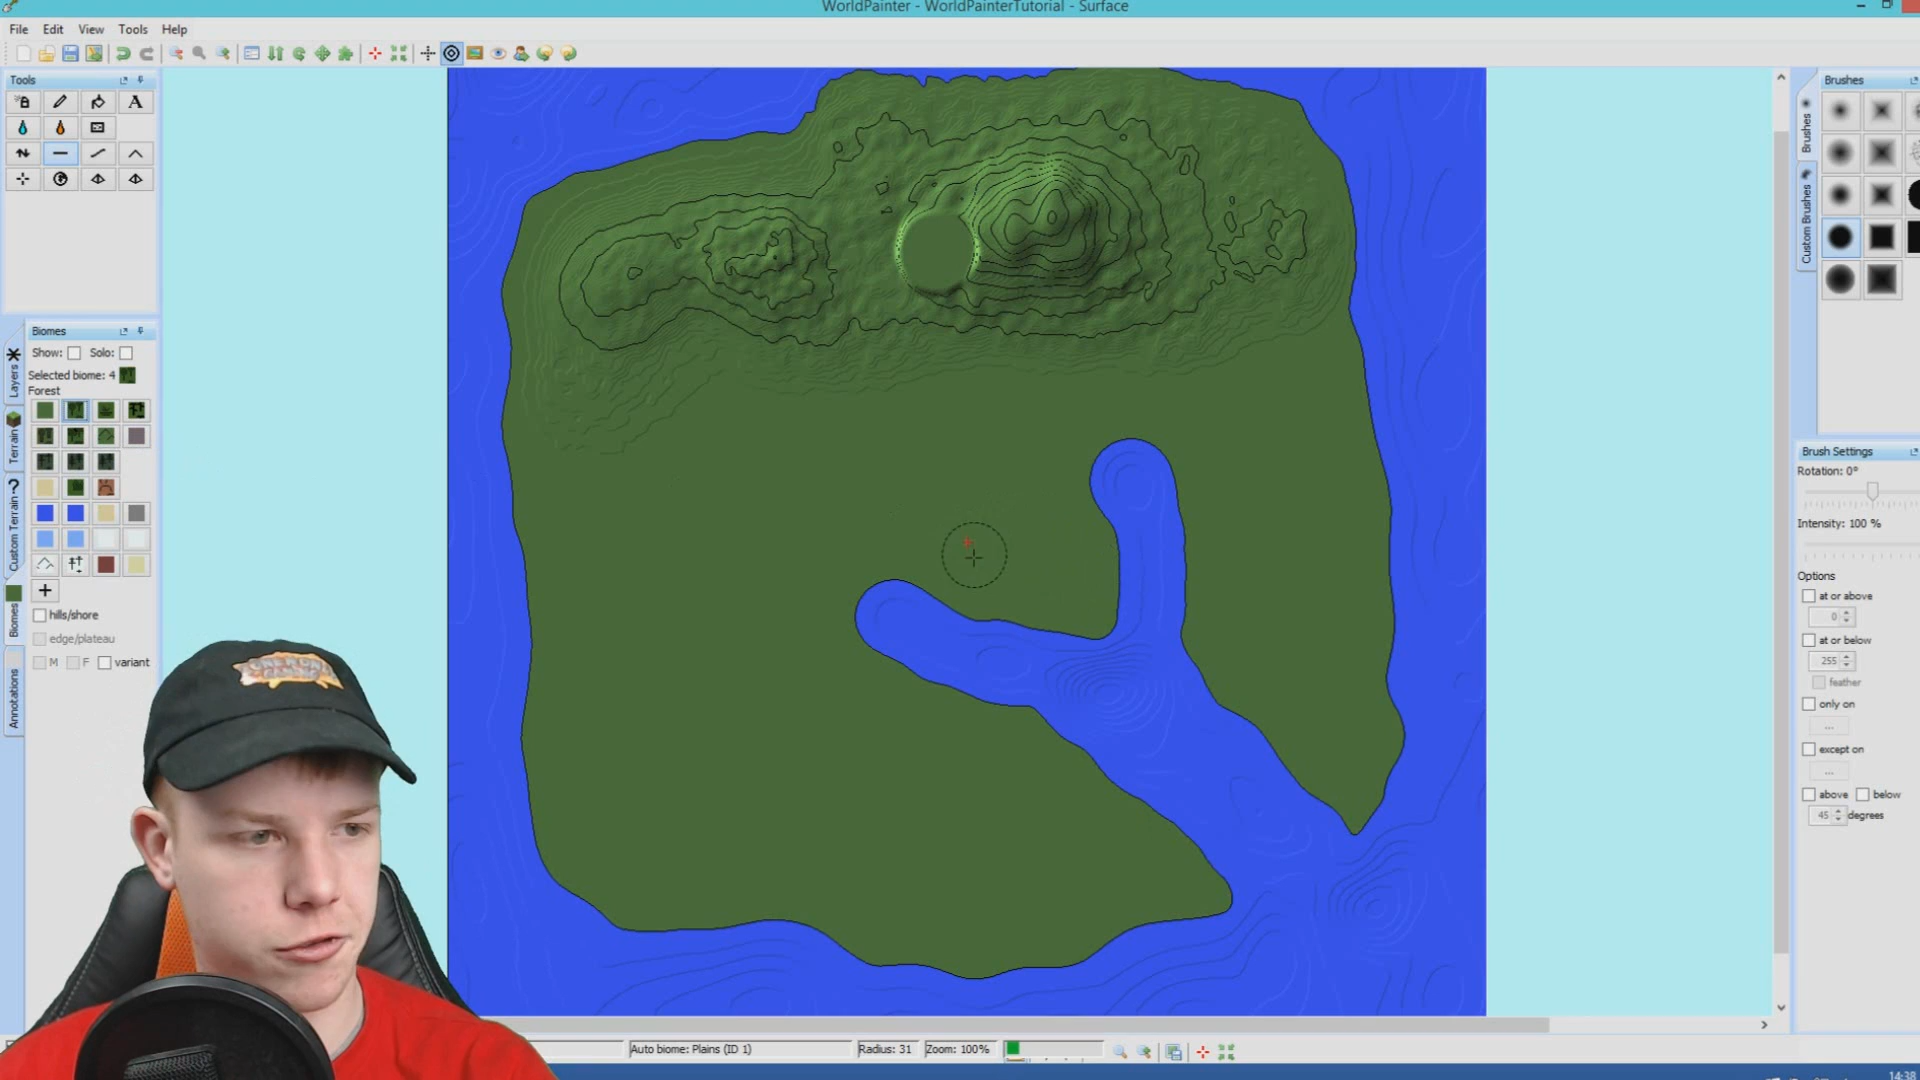 WorldPainter - WorldPainterTutorial - Surface
File Edit View Tools Help
Tools
A
Biomes
Show: Solo:
Selected biome: 4
Forest
hills/shore
edge/plateau
M F variant
Layers
Terrain
Custom Terrain
Biomes
Annotations
Brushes
Brushes
Custom Brushes
Brush Settings
Rotation: 0°
Intensity: 100 %
Options
at or above
0
at or below
255
feather
only on
...
except on
...
above below
45 degrees
Auto biome: Plains (ID 1)
Radius: 31
Zoom: 100%
14:38